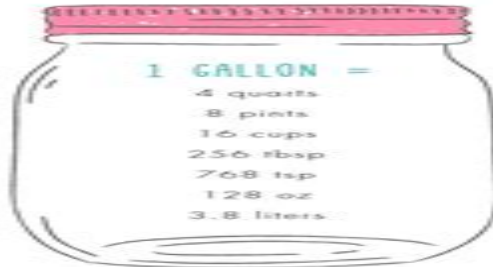 1 GALLON =
4 quarts
8 pints
16 cups
256 tbsp
768 tsp
128 oz
3.8 liters